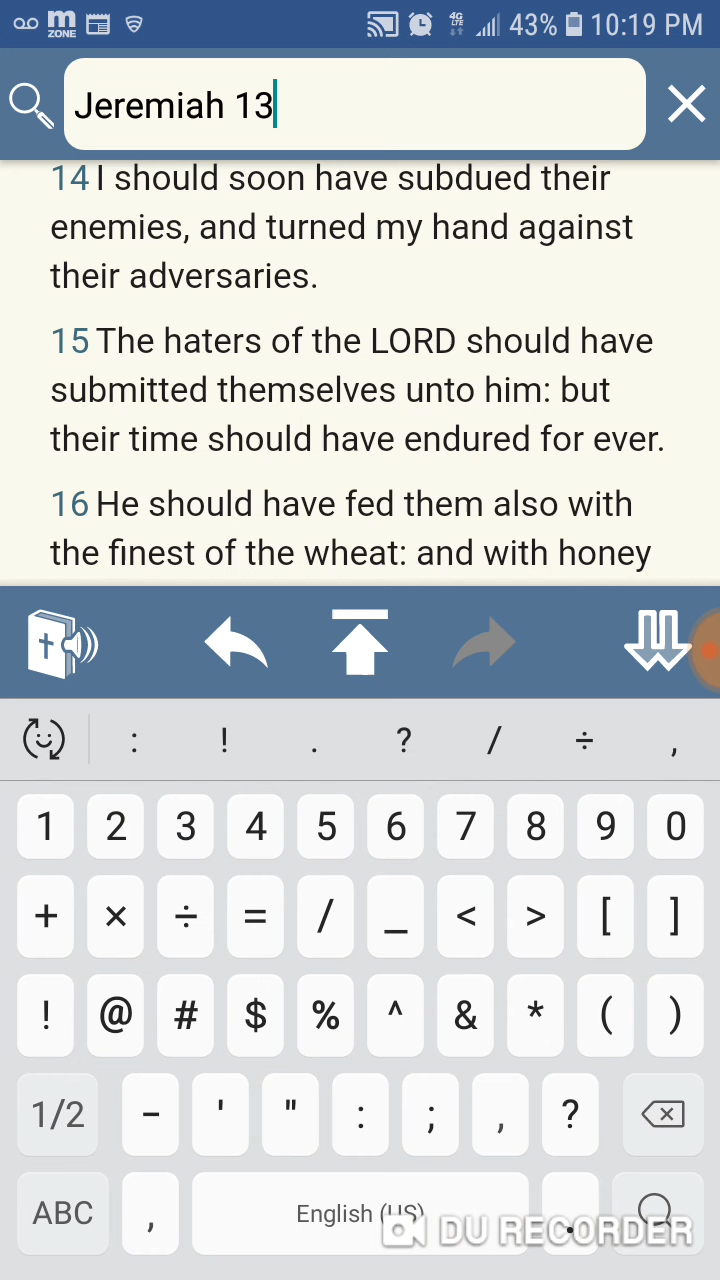 m ZONE 4G LTE 43% 10:19 PM
Jeremiah 13
14 I should soon have subdued their
enemies, and turned my hand against
their adversaries.
15 The haters of the LORD should have
submitted themselves unto him: but
their time should have endured for ever.
16 He should have fed them also with
the finest of the wheat: and with honey
: ! . ? / ÷ ,
1 2 3 4 5 6 7 8 9 0
+ × ÷ = / _ < > [ ]
! @ # $ % ^ & * ( )
1/2 - ' " : ; , ?
ABC , English (US) .
DU RECORDER